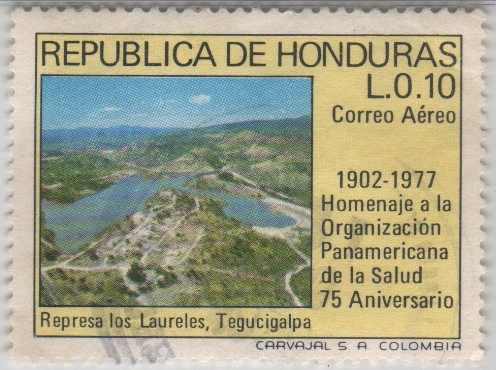 REPUBLICA DE HONDURAS
L.0.10
Correo Aéreo
1902-1977
Homenaje a la
Organización
Panamericana
de la Salud
75 Aniversario
Represa los Laureles, Tegucigalpa
CARVAJAL S. A COLOMBIA